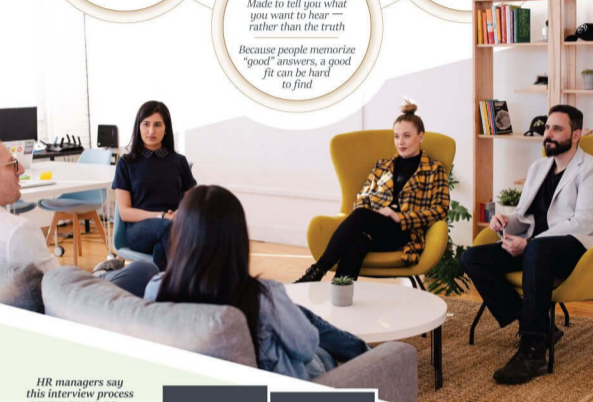 Made to tell you what
you want to hear —
rather than the truth
Because people memorize
"good" answers, a good
fit can be hard
to find
HR managers say
this interview process